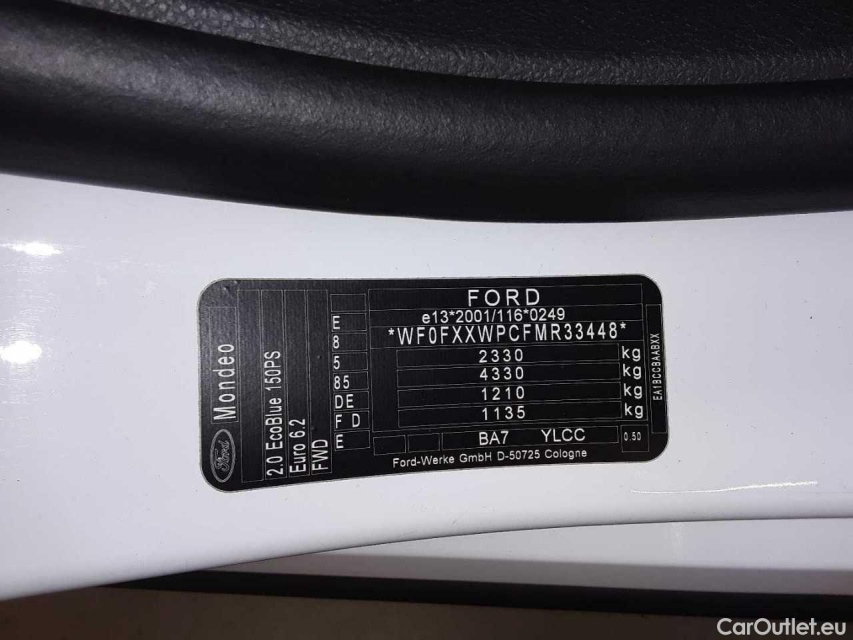 FORD
e13*2001/116*0249
*WF0FXXWPCFMR33448*
2330 kg
4330 kg
1210 kg
1135 kg
BA7 YLCC 0.50
Ford-Werke GmbH D-50725 Cologne
E
8
5
85
DE
F D
E
Ford Mondeo
2.0 EcoBlue 150PS
Euro 6.2
FWD
EA1BCCBAABXX
CarOutlet.eu